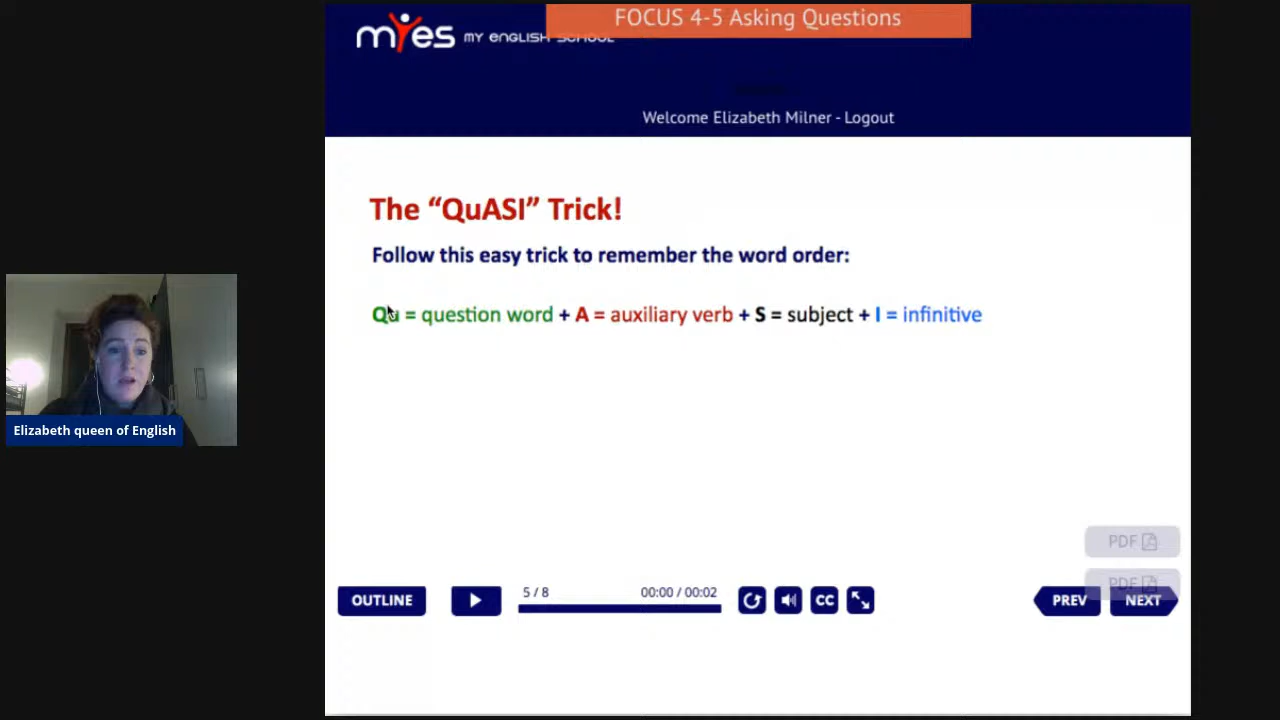 FOCUS 4-5 Asking Questions
myes MY ENGLISH SCHOOL
Welcome Elizabeth Milner - Logout
The “QuASI” Trick!
Follow this easy trick to remember the word order:
Qu = question word + A = auxiliary verb + S = subject + I = infinitive
Elizabeth queen of English
PDF
PDF
OUTLINE
5 / 8
00:00 / 00:02
CC
PREV
NEXT